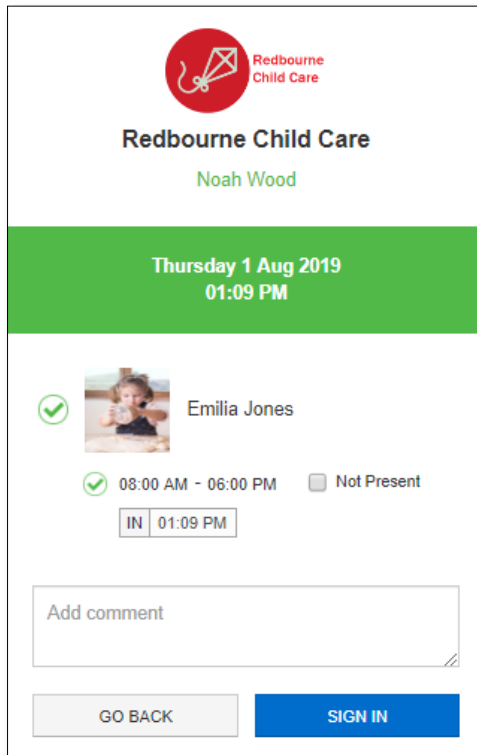 Redbourne
Child Care
Redbourne Child Care
Noah Wood
Thursday 1 Aug 2019
01:09 PM
Emilia Jones
08:00 AM - 06:00 PM Not Present
IN 01:09 PM
Add comment
GO BACK SIGN IN